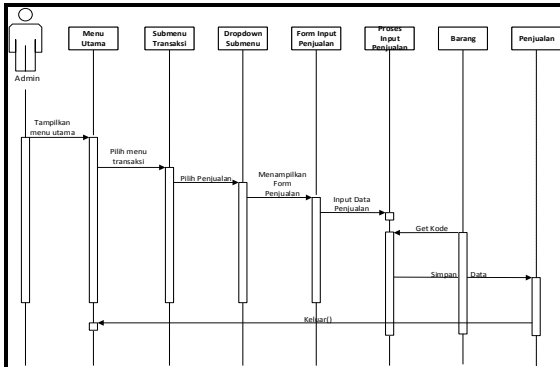 Menu
Utama
Submenu
Transaksi
Dropdown
Submenu
Form Input
Penjualan
Proses
Input
Penjualan
Barang
Penjualan
Admin
Tampilkan
menu utama
Pilih menu
transaksi
Pilih Penjualan
Menampilkan
Form
Penjualan
Input Data
Penjualan
Get Kode
Simpan Data
Keluar()